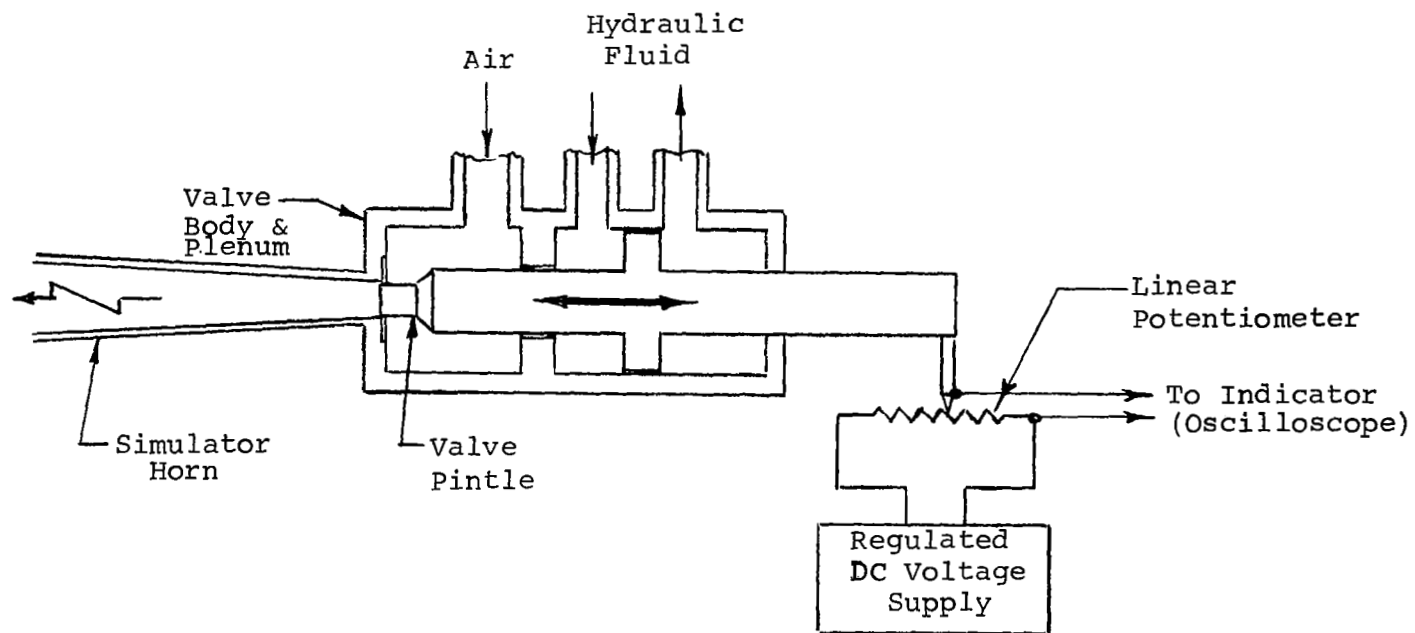 Hydraulic
Fluid
Air
Valve
Body &
Plenum
Linear
Potentiometer
To Indicator
(Oscilloscope)
Simulator
Horn
Valve
Pintle
Regulated
DC Voltage
Supply